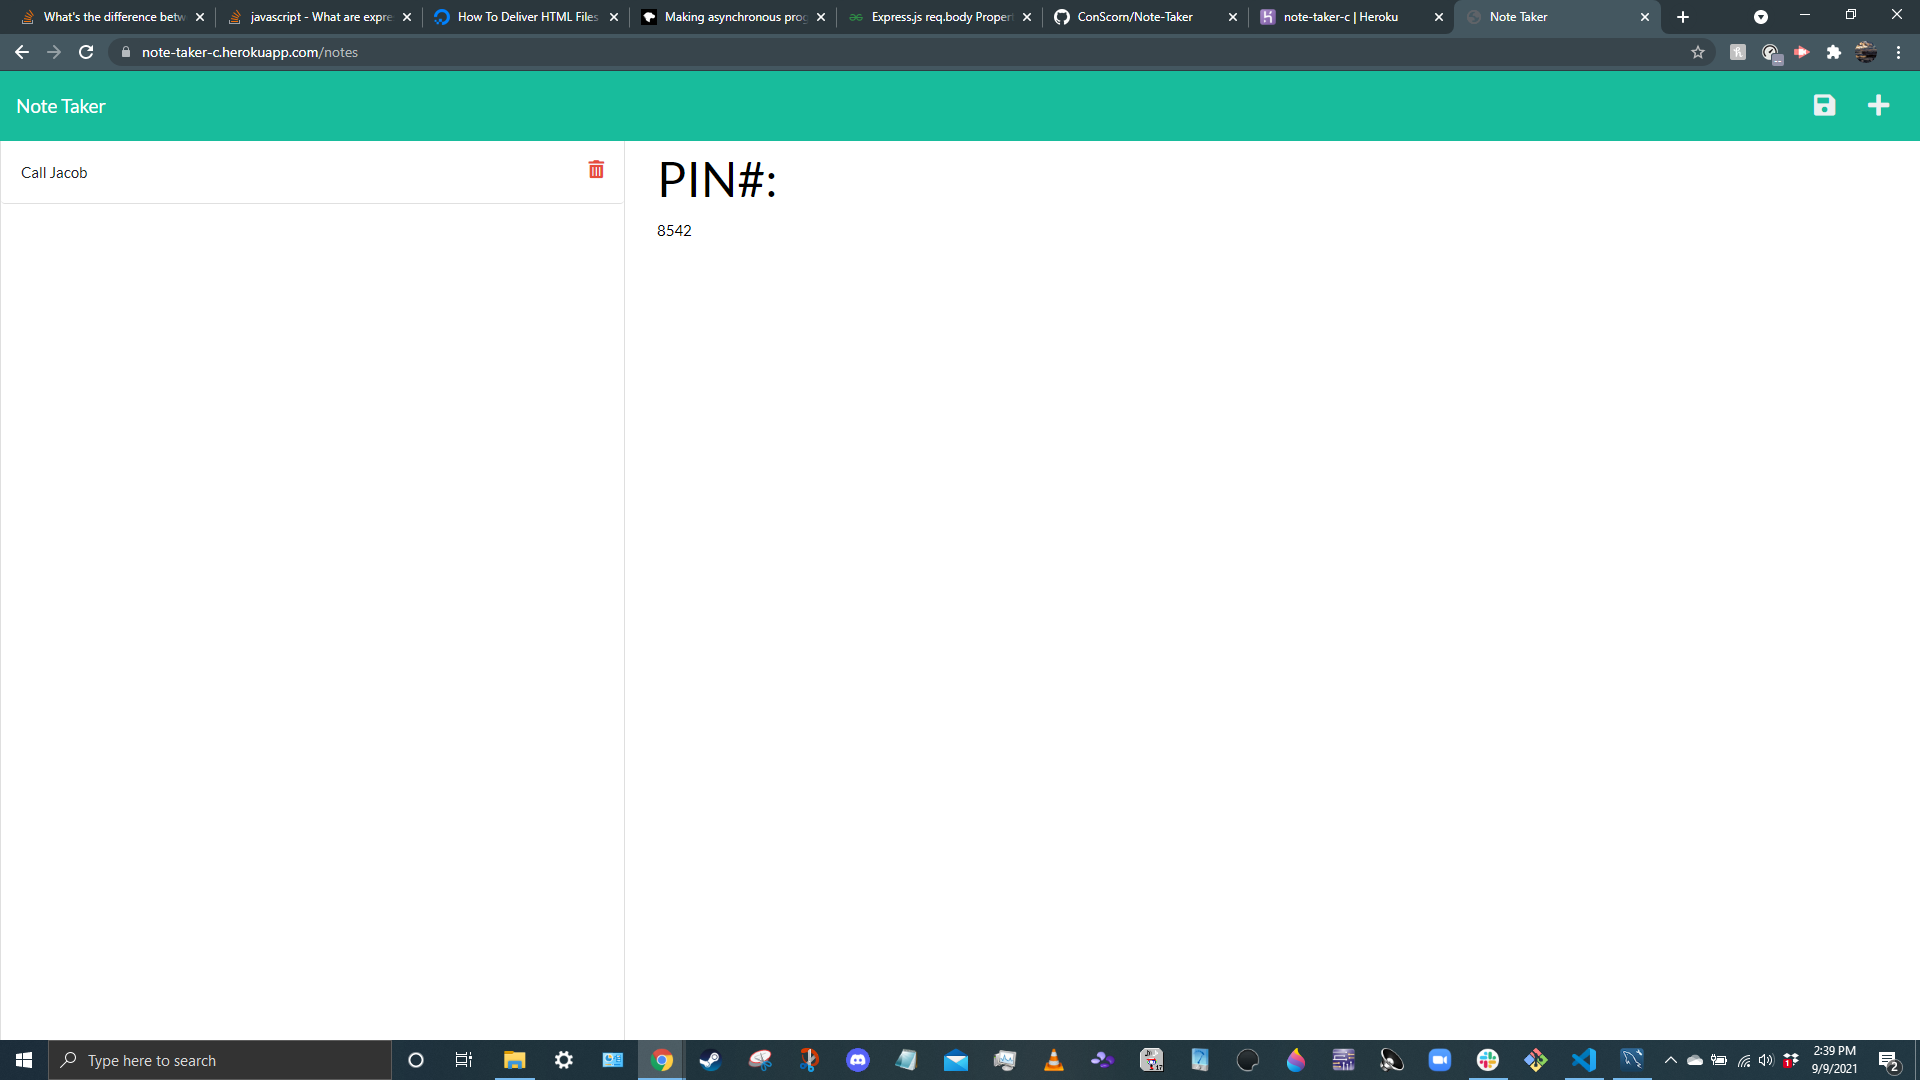 What's the difference betw
javascript - What are expre
How To Deliver HTML Files
Making asynchronous prog
Express.js req.body Propert
ConScorn/Note-Taker
note-taker-c | Heroku
Note Taker
note-taker-c.herokuapp.com/notes
Note Taker
Call Jacob
PIN#:
8542
Type here to search
2:39 PM
9/9/2021
2